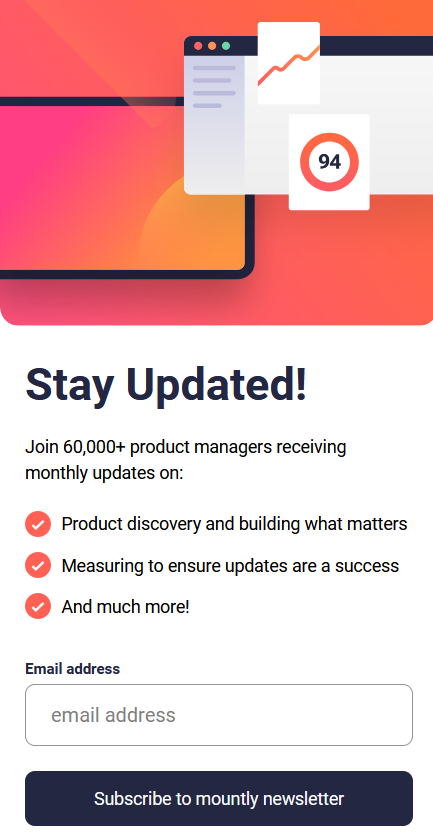 94
Stay Updated!
Join 60,000+ product managers receiving
monthly updates on:
Product discovery and building what matters
Measuring to ensure updates are a success
And much more!
Email address
email address
Subscribe to mountly newsletter